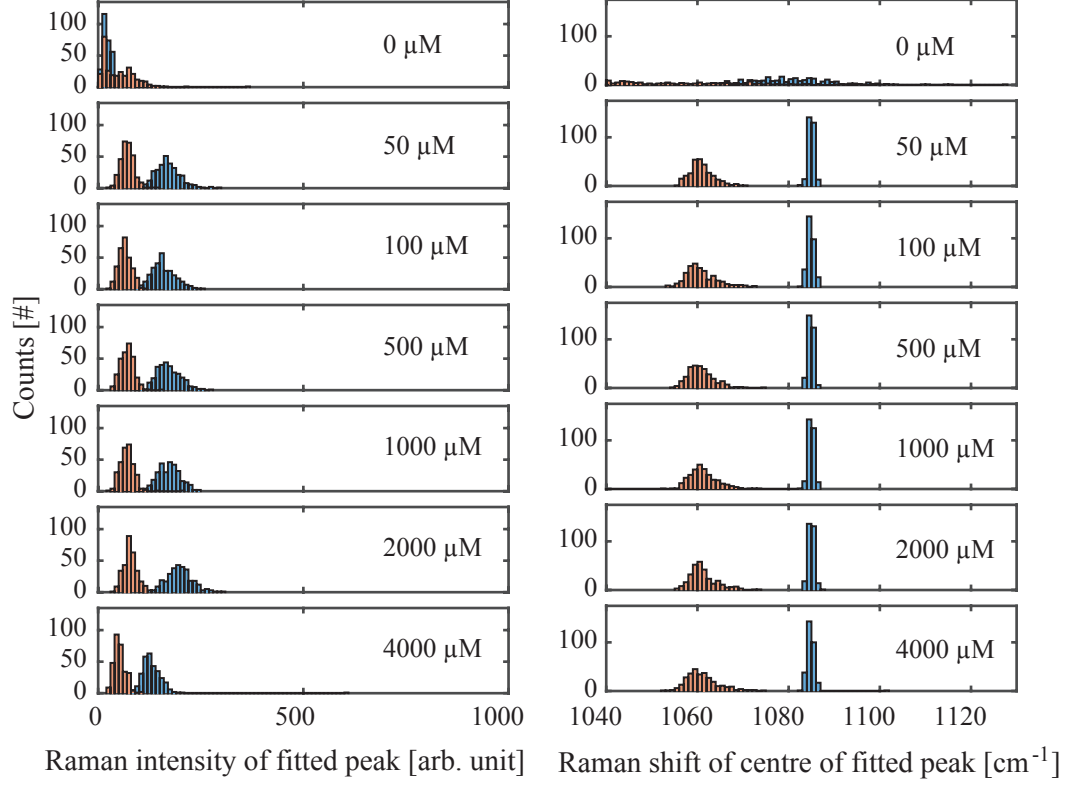 100
50
0
0 µM
100
50
0
50 µM
100
50
0
100 µM
100
50
0
500 µM
100
50
0
1000 µM
100
50
0
2000 µM
100
50
0
4000 µM
0
500
1000
Counts [#]
Raman intensity of fitted peak [arb. unit]
100
0
0 µM
100
0
50 µM
100
0
100 µM
100
0
500 µM
100
0
1000 µM
100
0
2000 µM
100
0
4000 µM
1040
1060
1080
1100
1120
Raman shift of centre of fitted peak [cm-1]